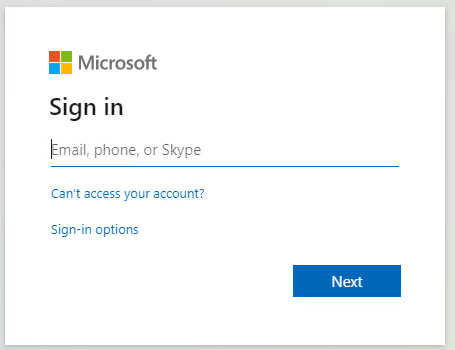 Microsoft
Sign in
Email, phone, or Skype
Can't access your account?
Sign-in options
Next